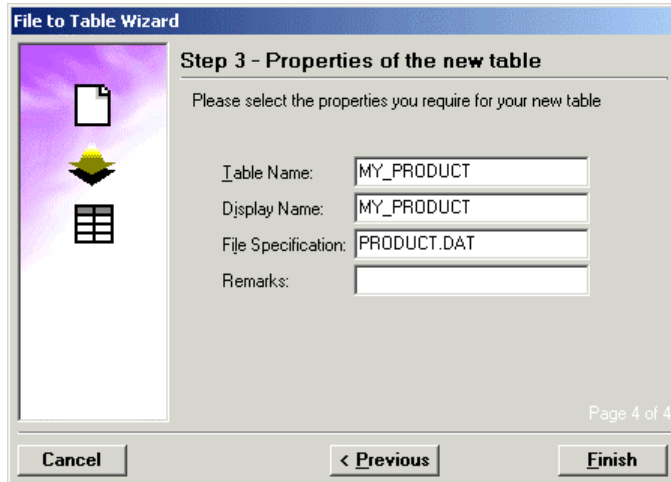 File to Table Wizard
Step 3 - Properties of the new table
Please select the properties you require for your new table
Table Name: MY_PRODUCT
Display Name: MY_PRODUCT
File Specification: PRODUCT.DAT
Remarks:
Page 4 of 4
Cancel < Previous Finish